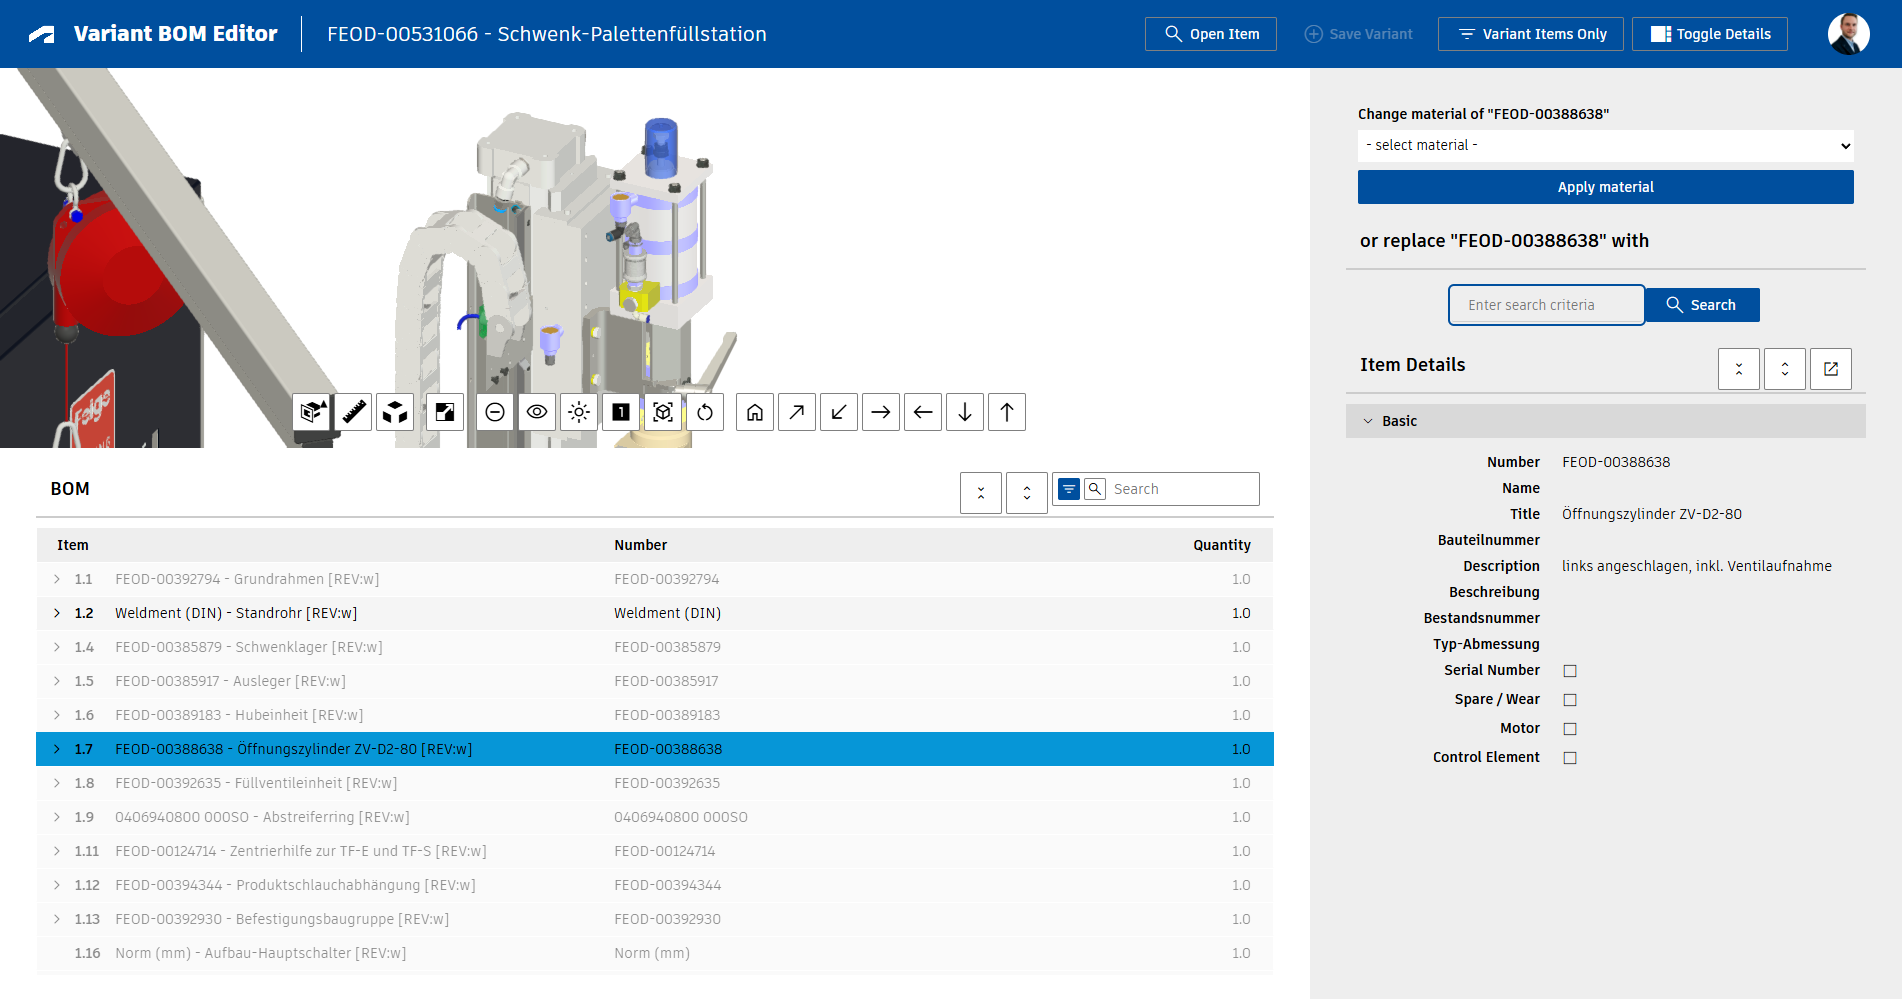 Variant BOM Editor
FEOD-00531066 - Schwenk-Palettenfüllstation
Open Item
Save Variant
Variant Items Only
Toggle Details
Felge
1
Change material of "FEOD-00388638"
- select material -
Apply material
or replace "FEOD-00388638" with
Enter search criteria
Search
Item Details
Basic
Number FEOD-00388638
Name
Title Öffnungszylinder ZV-D2-80
Bauteilnummer
Description links angeschlagen, inkl. Ventilaufnahme
Beschreibung
Bestandsnummer
Typ-Abmessung
Serial Number
Spare / Wear
Motor
Control Element
BOM
Search
Item Number Quantity
1.1 FEOD-00392794 - Grundrahmen [REV:w] FEOD-00392794 1.0
1.2 Weldment (DIN) - Standrohr [REV:w] Weldment (DIN) 1.0
1.4 FEOD-00385879 - Schwenklager [REV:w] FEOD-00385879 1.0
1.5 FEOD-00385917 - Ausleger [REV:w] FEOD-00385917 1.0
1.6 FEOD-00389183 - Hubeinheit [REV:w] FEOD-00389183 1.0
1.7 FEOD-00388638 - Öffnungszylinder ZV-D2-80 [REV:w] FEOD-00388638 1.0
1.8 FEOD-00392635 - Füllventileinheit [REV:w] FEOD-00392635 1.0
1.9 0406940800 000SO - Abstreiferring [REV:w] 0406940800 000SO 1.0
1.11 FEOD-00124714 - Zentrierhilfe zur TF-E und TF-S [REV:w] FEOD-00124714 1.0
1.12 FEOD-00394344 - Produktschlauchabhängung [REV:w] FEOD-00394344 1.0
1.13 FEOD-00392930 - Befestigungsbaugruppe [REV:w] FEOD-00392930 1.0
1.16 Norm (mm) - Aufbau-Hauptschalter [REV:w] Norm (mm) 1.0